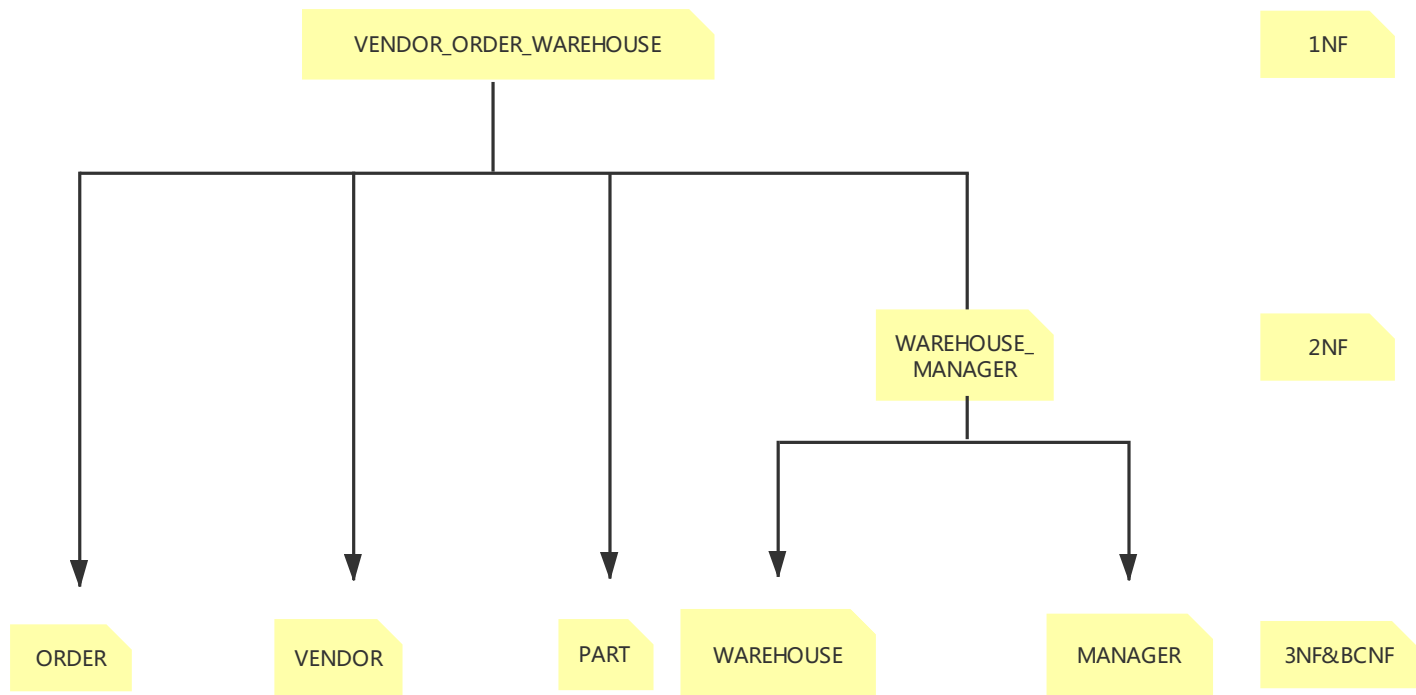 VENDOR_ORDER_WAREHOUSE
1NF
WAREHOUSE_
MANAGER
2NF
ORDER
VENDOR
PART
WAREHOUSE
MANAGER
3NF&BCNF